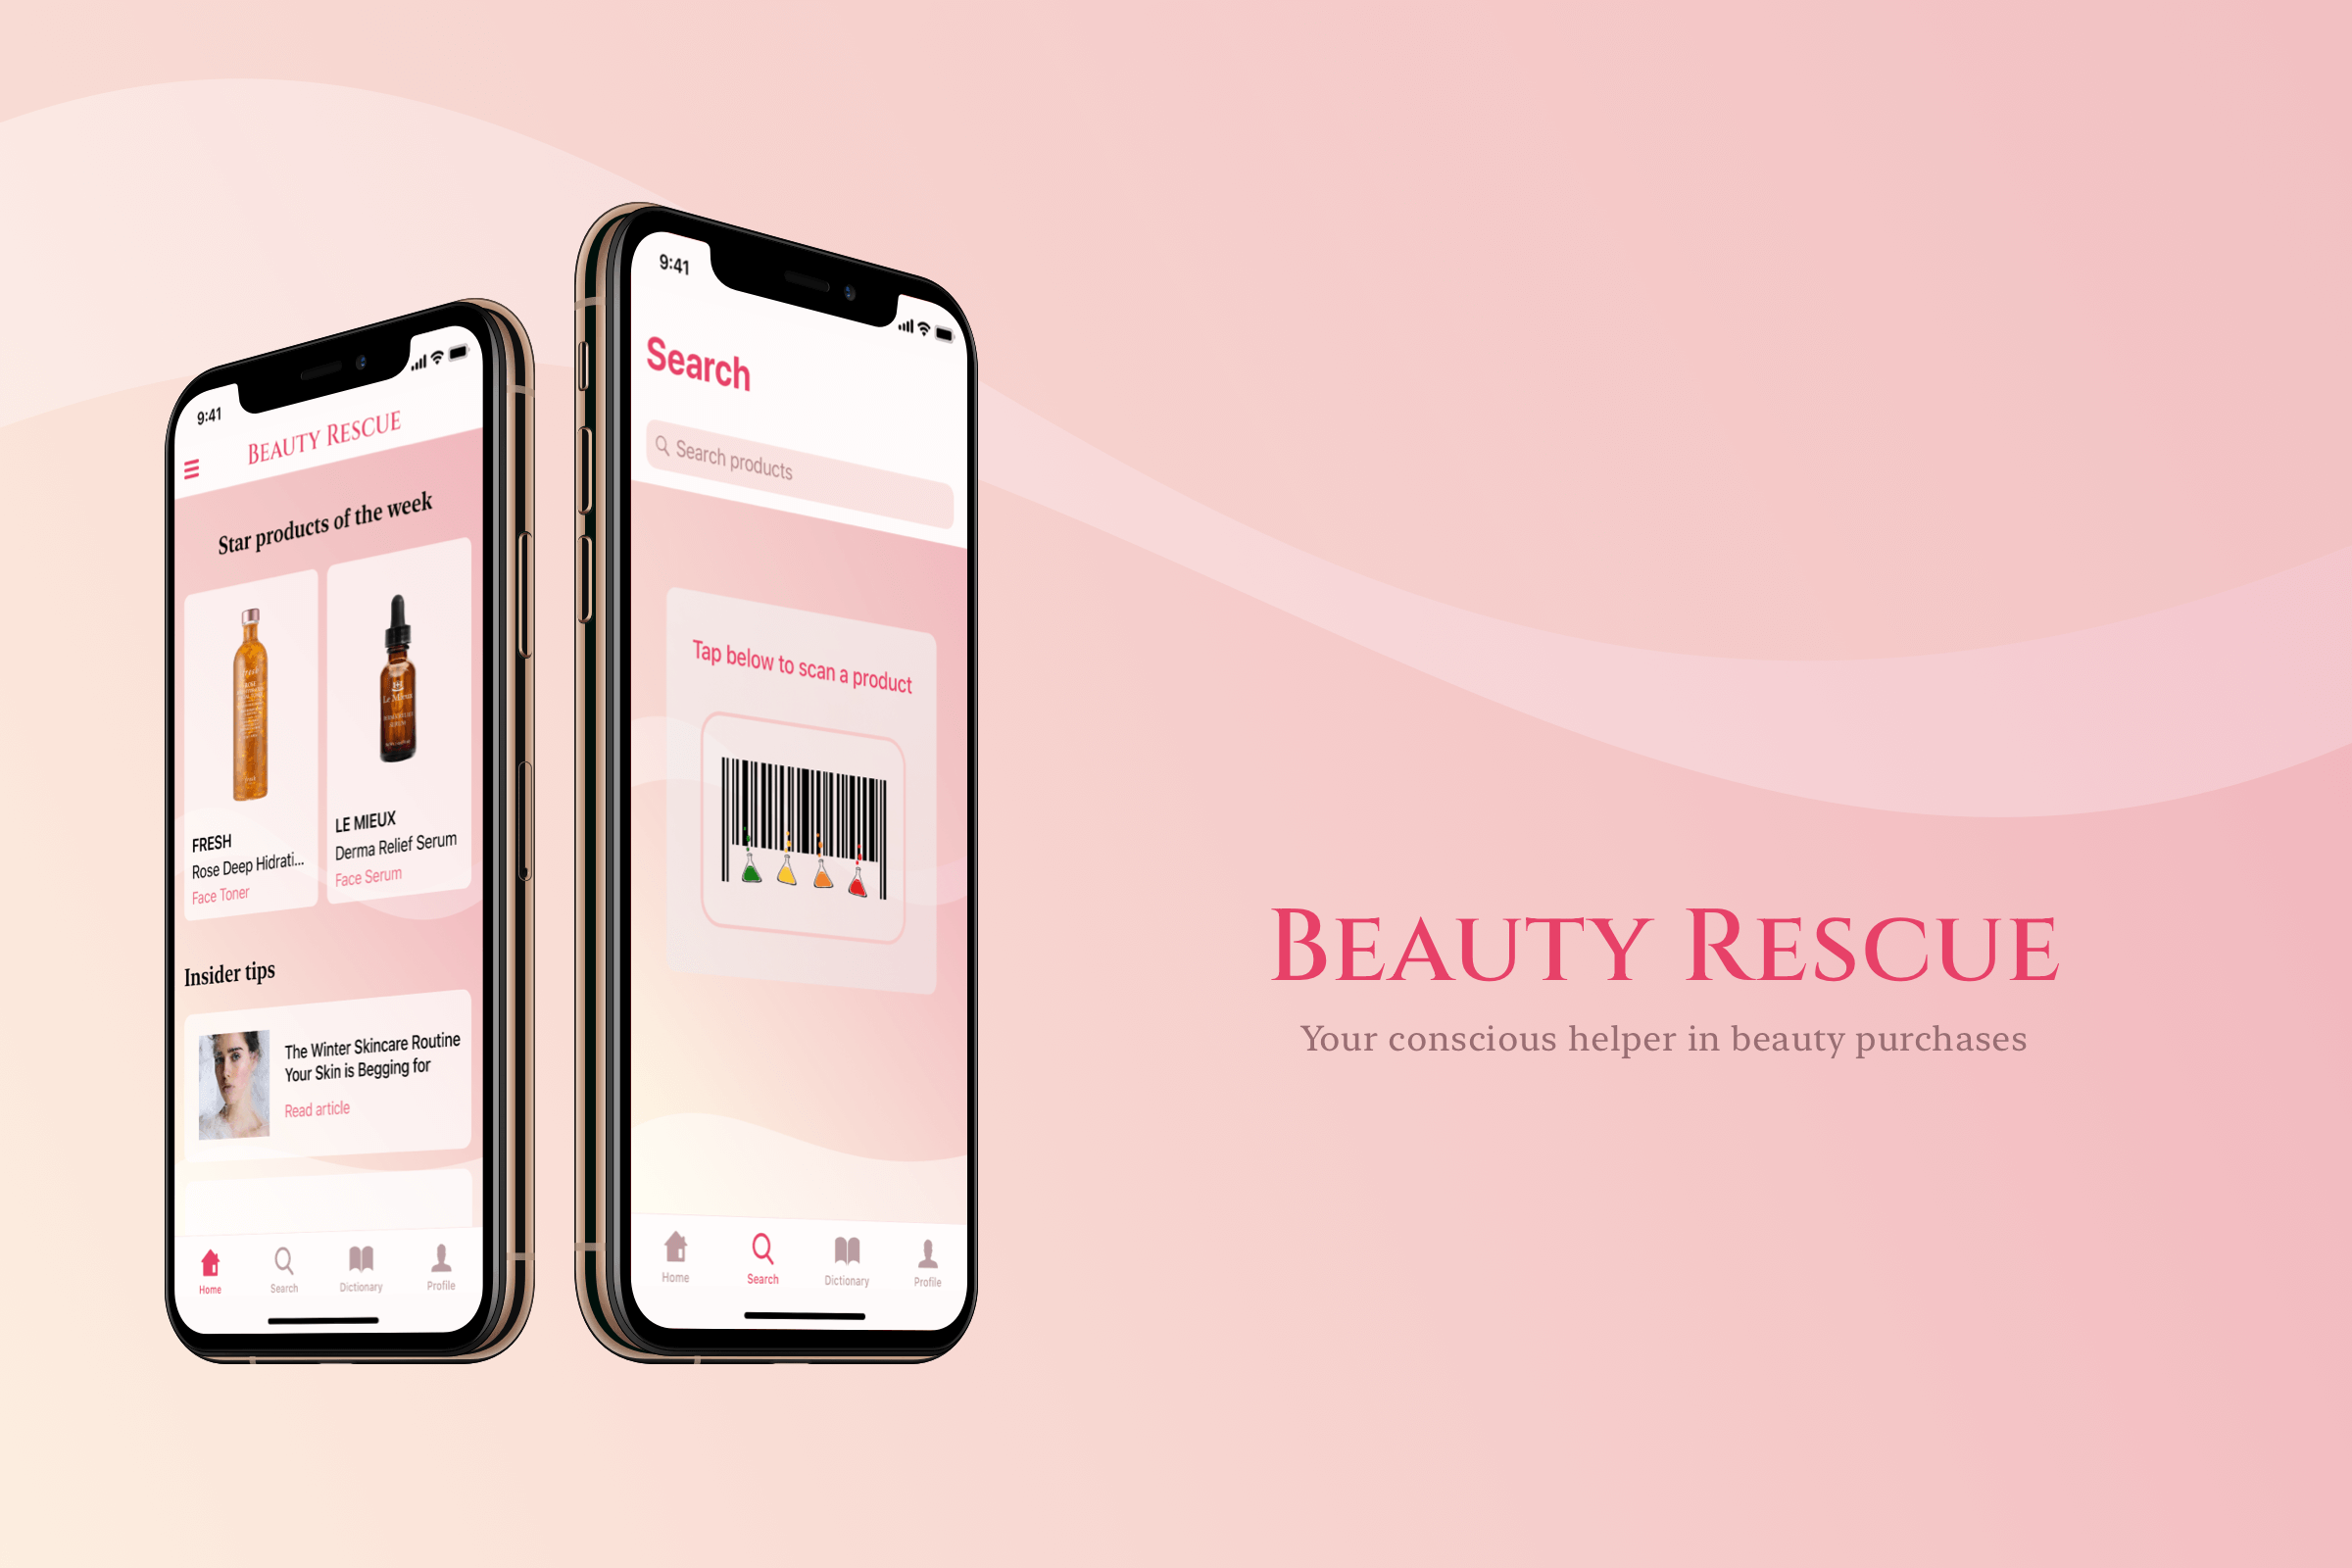 9:41
BEAUTY RESCUE
Star products of the week
FRESH
Rose Deep Hidrati...
Face Toner
Le Mieux
LE MIEUX
Derma Relief Serum
Face Serum
Insider tips
The Winter Skincare Routine
Your Skin is Begging for
Read article
Home
Search
Dictionary
Profile
9:41
Search
Search products
Tap below to scan a product
Home
Search
Dictionary
Profile
BEAUTY RESCUE
Your conscious helper in beauty purchases